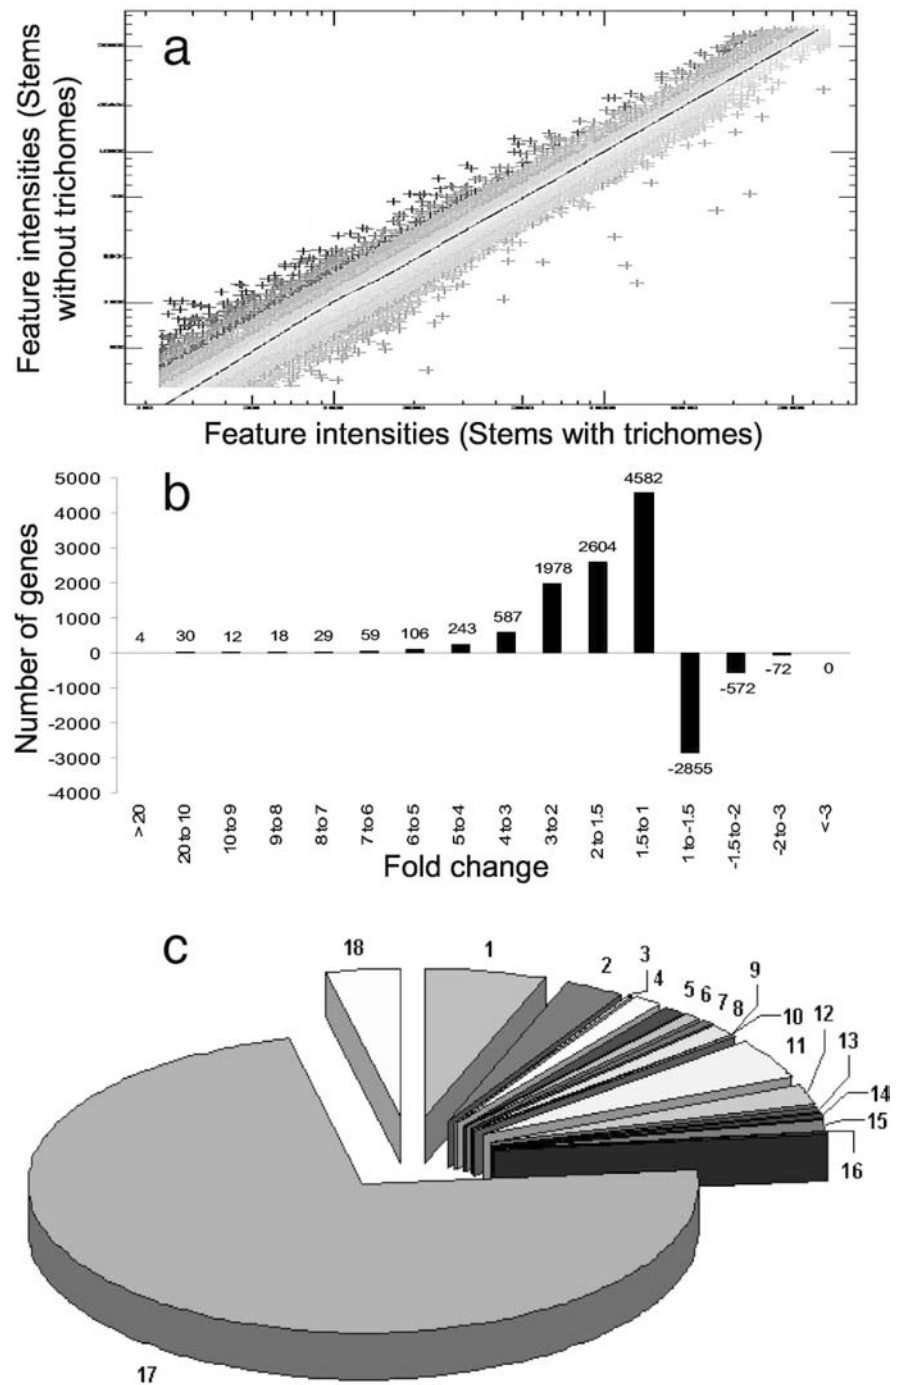 a
Feature intensities (Stems
without trichomes)
Feature intensities (Stems with trichomes)
b
Number of genes
5000
4000
3000
2000
1000
0
-1000
-2000
-3000
-4000
4 30 12 18 29 59 106 243 587 1978 2604 4582
-2855 -572 -72 0
>20 20 to 10 10 to 9 9 to 8 8 to 7 7 to 6 6 to 5 5 to 4 4 to 3 3 to 2 2 to 1.5 1.5 to 1 1 to -1.5 -1.5 to -2 -2 to -3 <-3
Fold change
c
18 1 2 3 4 5 6 7 8 9 10 11 12 13 14 15 16
17